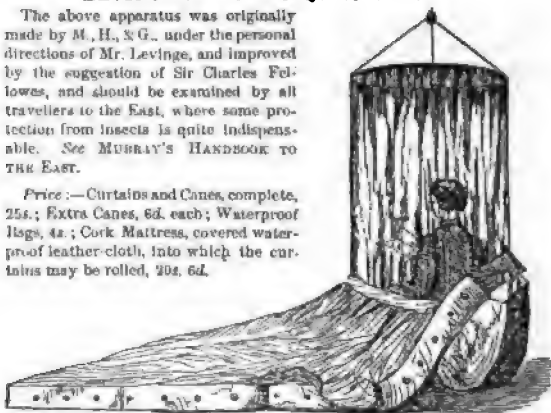 The above apparatus was originally
made by M., H., & G., under the personal
directions of Mr. Levinge, and improved
by the suggestion of Sir Charles Fel-
lowes, and should be examined by all
travellers to the East, where some pro-
tection from insects is quite indispens-
able. See MURRAY'S HANDBOOK TO
THE EAST.
Price :—Curtains and Canes, complete,
25s.; Extra Canes, 6d. each; Waterproof
Bags, 4s.; Cork Mattress, covered water-
proof leather-cloth, into which the cur-
tains may be rolled, 20s. 6d.